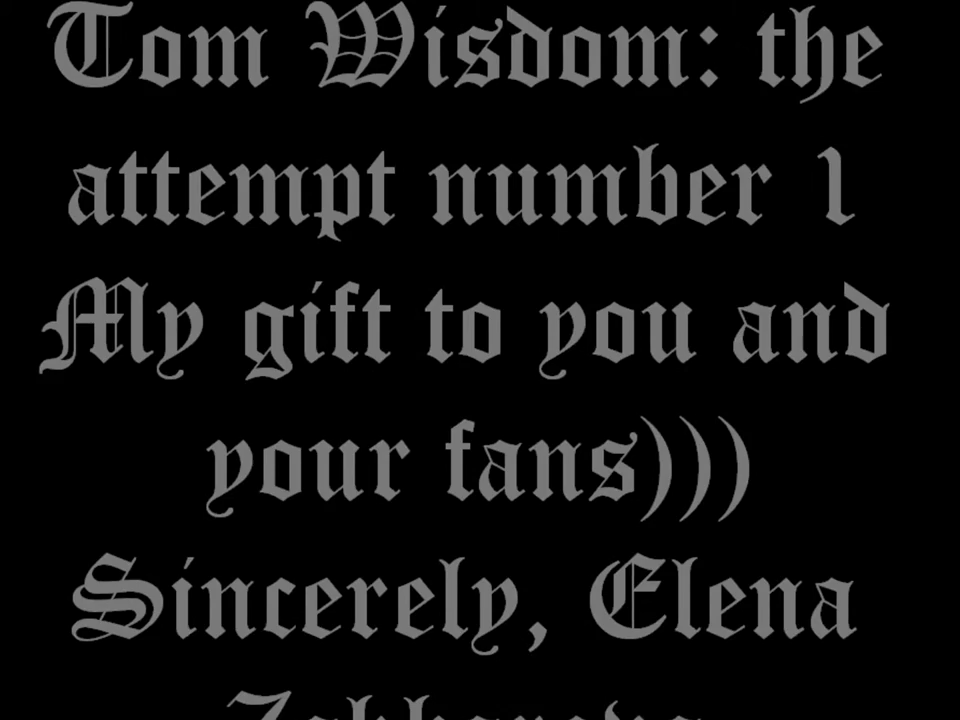 Tom Wisdom: the
attempt number 1
My gift to you and
your fans)))
Sincerely, Elena